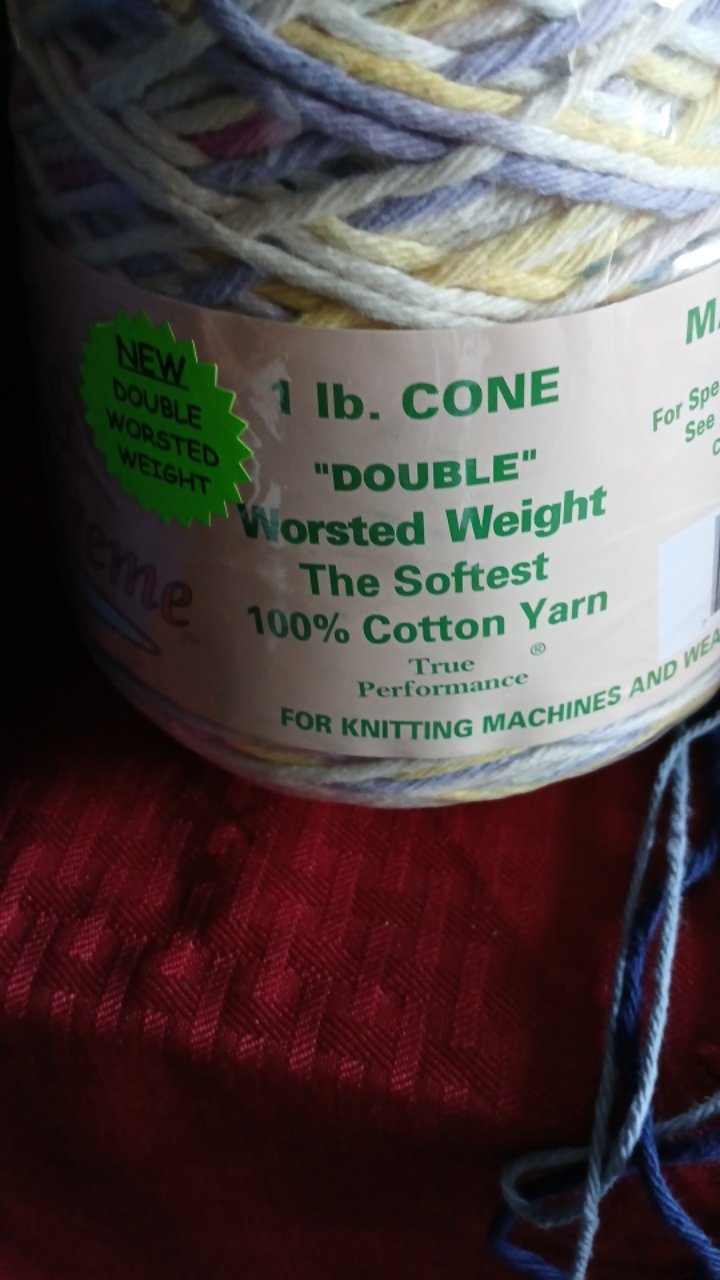 NEW
DOUBLE
WORSTED
WEIGHT
1 lb. CONE
"DOUBLE"
Worsted Weight
The Softest
100% Cotton Yarn
®
True
Performance
FOR KNITTING MACHINES AND
For
See